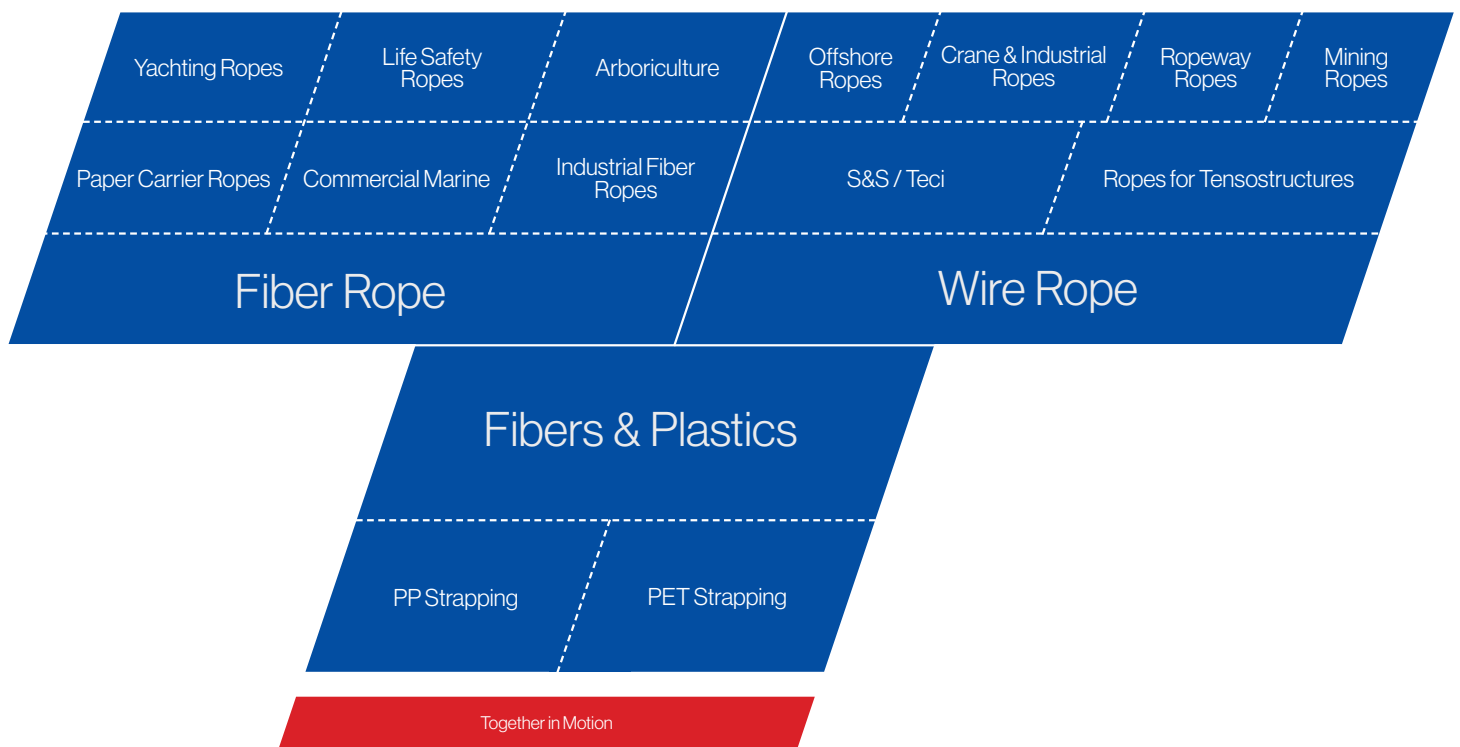 Yachting Ropes
Life Safety
Ropes
Arboriculture
Offshore
Ropes
Crane & Industrial
Ropes
Ropeway
Ropes
Mining
Ropes
Paper Carrier Ropes
Commercial Marine
Industrial Fiber
Ropes
S&S / Teci
Ropes for Tensostructures
Fiber Rope
Wire Rope
Fibers & Plastics
PP Strapping
PET Strapping
Together in Motion